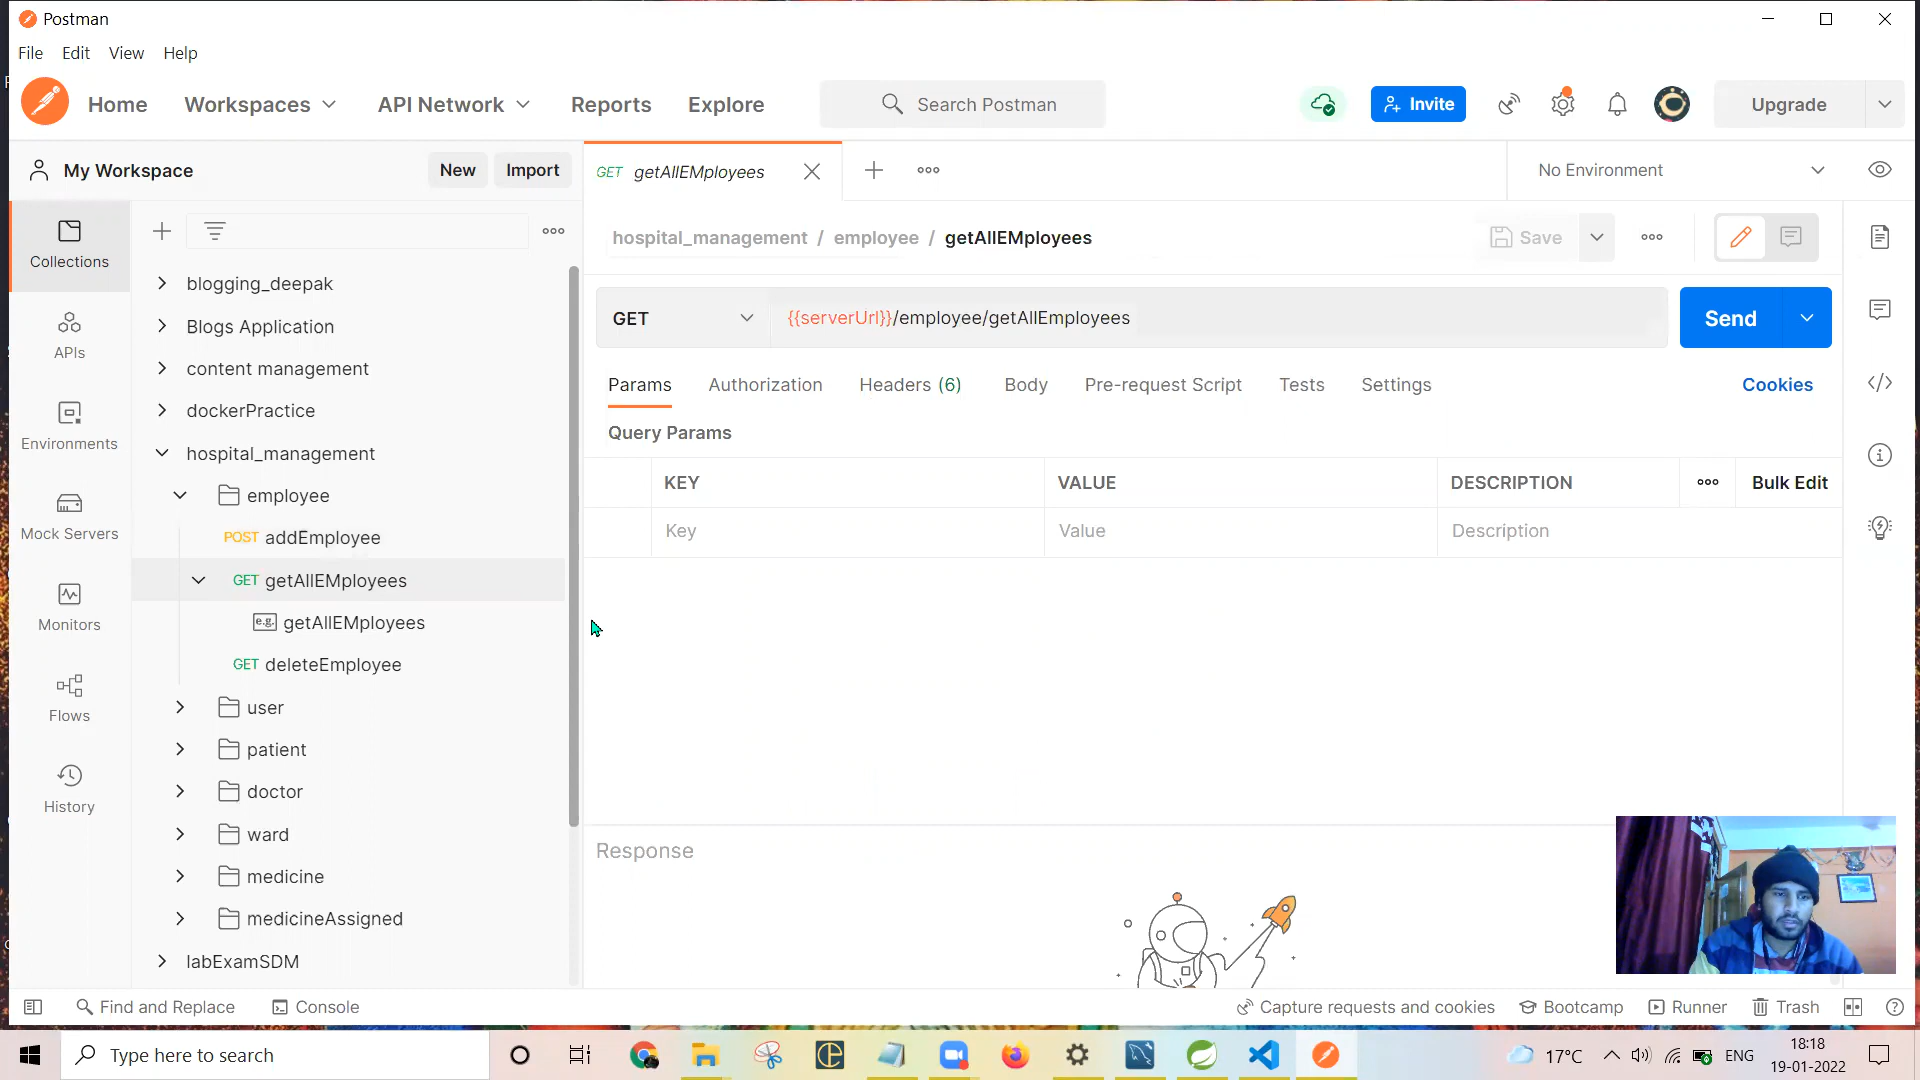 Postman
File Edit View Help
Home Workspaces API Network Reports Explore Search Postman Invite Upgrade
My Workspace New Import
GET getAllEMployees
No Environment
hospital_management / employee / getAllEMployees
Save
Collections
APIs
Environments
Mock Servers
Monitors
Flows
History
blogging_deepak
Blogs Application
content management
dockerPractice
hospital_management
employee
POST addEmployee
GET getAllEMployees
e.g. getAllEMployees
GET deleteEmployee
user
patient
doctor
ward
medicine
medicineAssigned
labExamSDM
GET {{serverUrl}}/employee/getAllEmployees Send
Params Authorization Headers (6) Body Pre-request Script Tests Settings Cookies
Query Params
KEY VALUE DESCRIPTION Bulk Edit
Key Value Description
Response
Find and Replace Console Capture requests and cookies Bootcamp Runner Trash
Type here to search
17°C ENG
18:18
19-01-2022